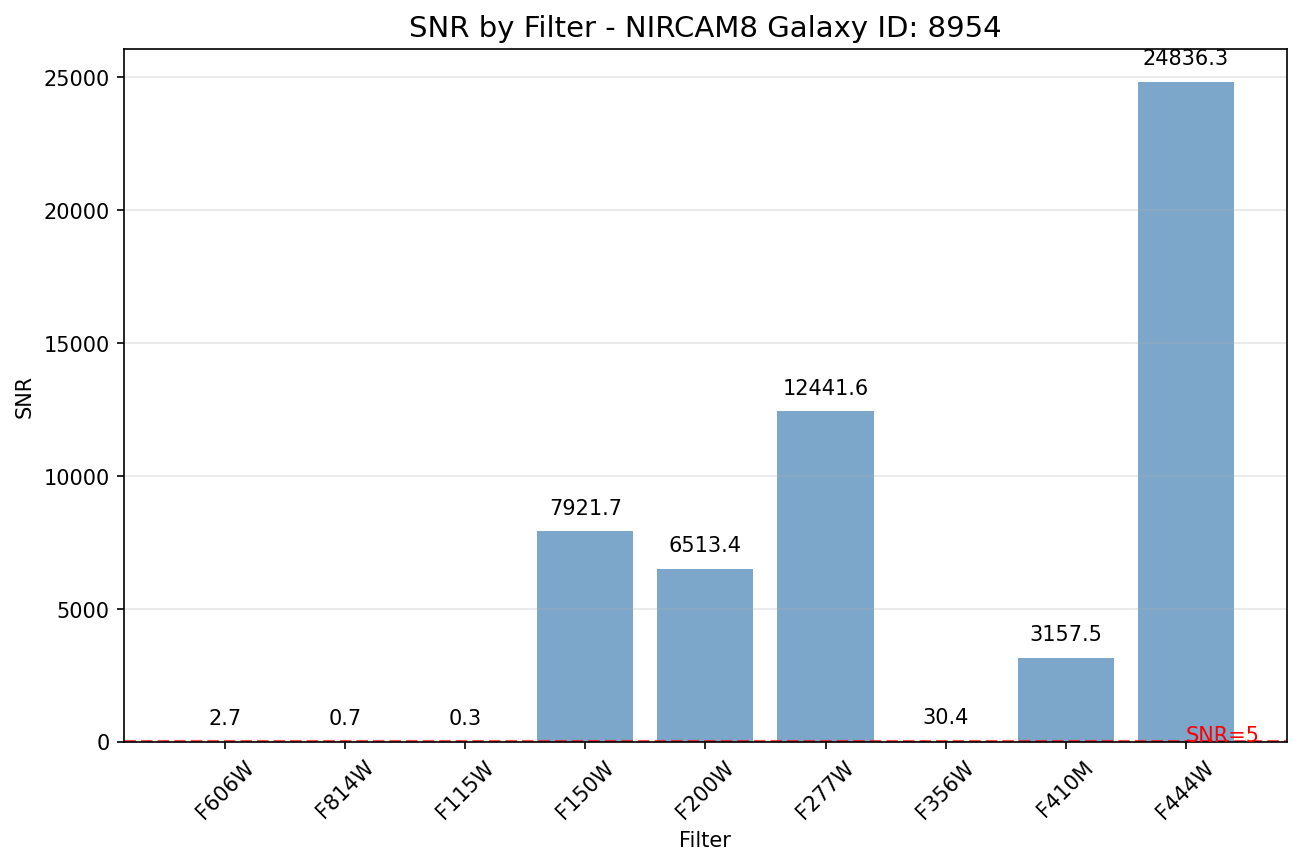 SNR by Filter - NIRCAM8 Galaxy ID: 8954
SNR
25000
20000
15000
10000
5000
0
2.7
0.7
0.3
7921.7
6513.4
12441.6
30.4
3157.5
24836.3
SNR=5
F606W
F814W
F115W
F150W
F200W
F277W
F356W
F410M
F444W
Filter